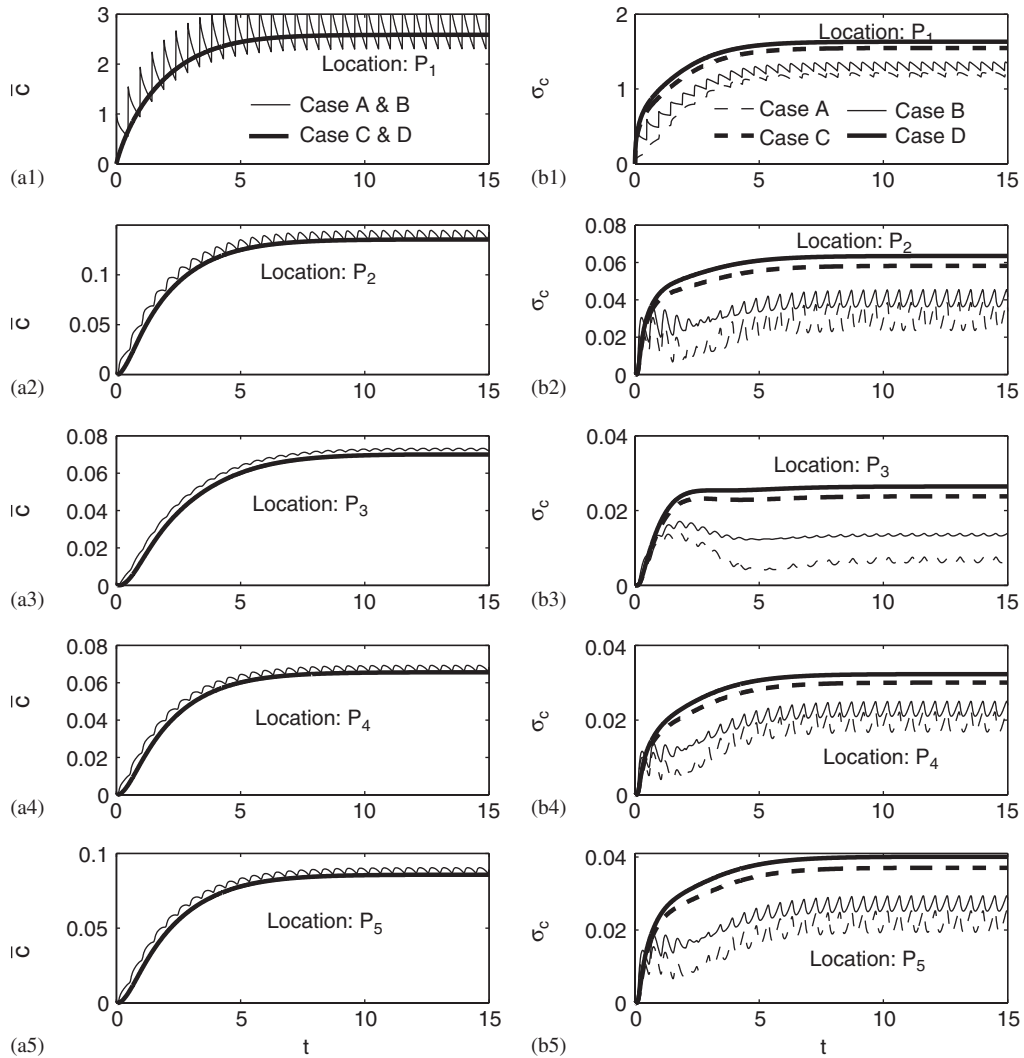 3
2
1
0
c̄
Location: P₁
Case A & B
Case C & D
0
5
10
15
(a1)
2
1
0
σc
Location: P₁
Case A
Case B
Case C
Case D
0
5
10
15
(b1)
0.1
0.05
0
c̄
Location: P₂
0
5
10
15
(a2)
0.08
0.06
0.04
0.02
0
σc
Location: P₂
0
5
10
15
(b2)
0.08
0.06
0.04
0.02
0
c̄
Location: P₃
0
5
10
15
(a3)
0.04
0.02
0
σc
Location: P₃
0
5
10
15
(b3)
0.08
0.06
0.04
0.02
0
c̄
Location: P₄
0
5
10
15
(a4)
0.04
0.02
0
σc
Location: P₄
0
5
10
15
(b4)
0.1
0.05
0
c̄
Location: P₅
0
5
10
15
(a5)
t
0.04
0.02
0
σc
Location: P₅
0
5
10
15
(b5)
t